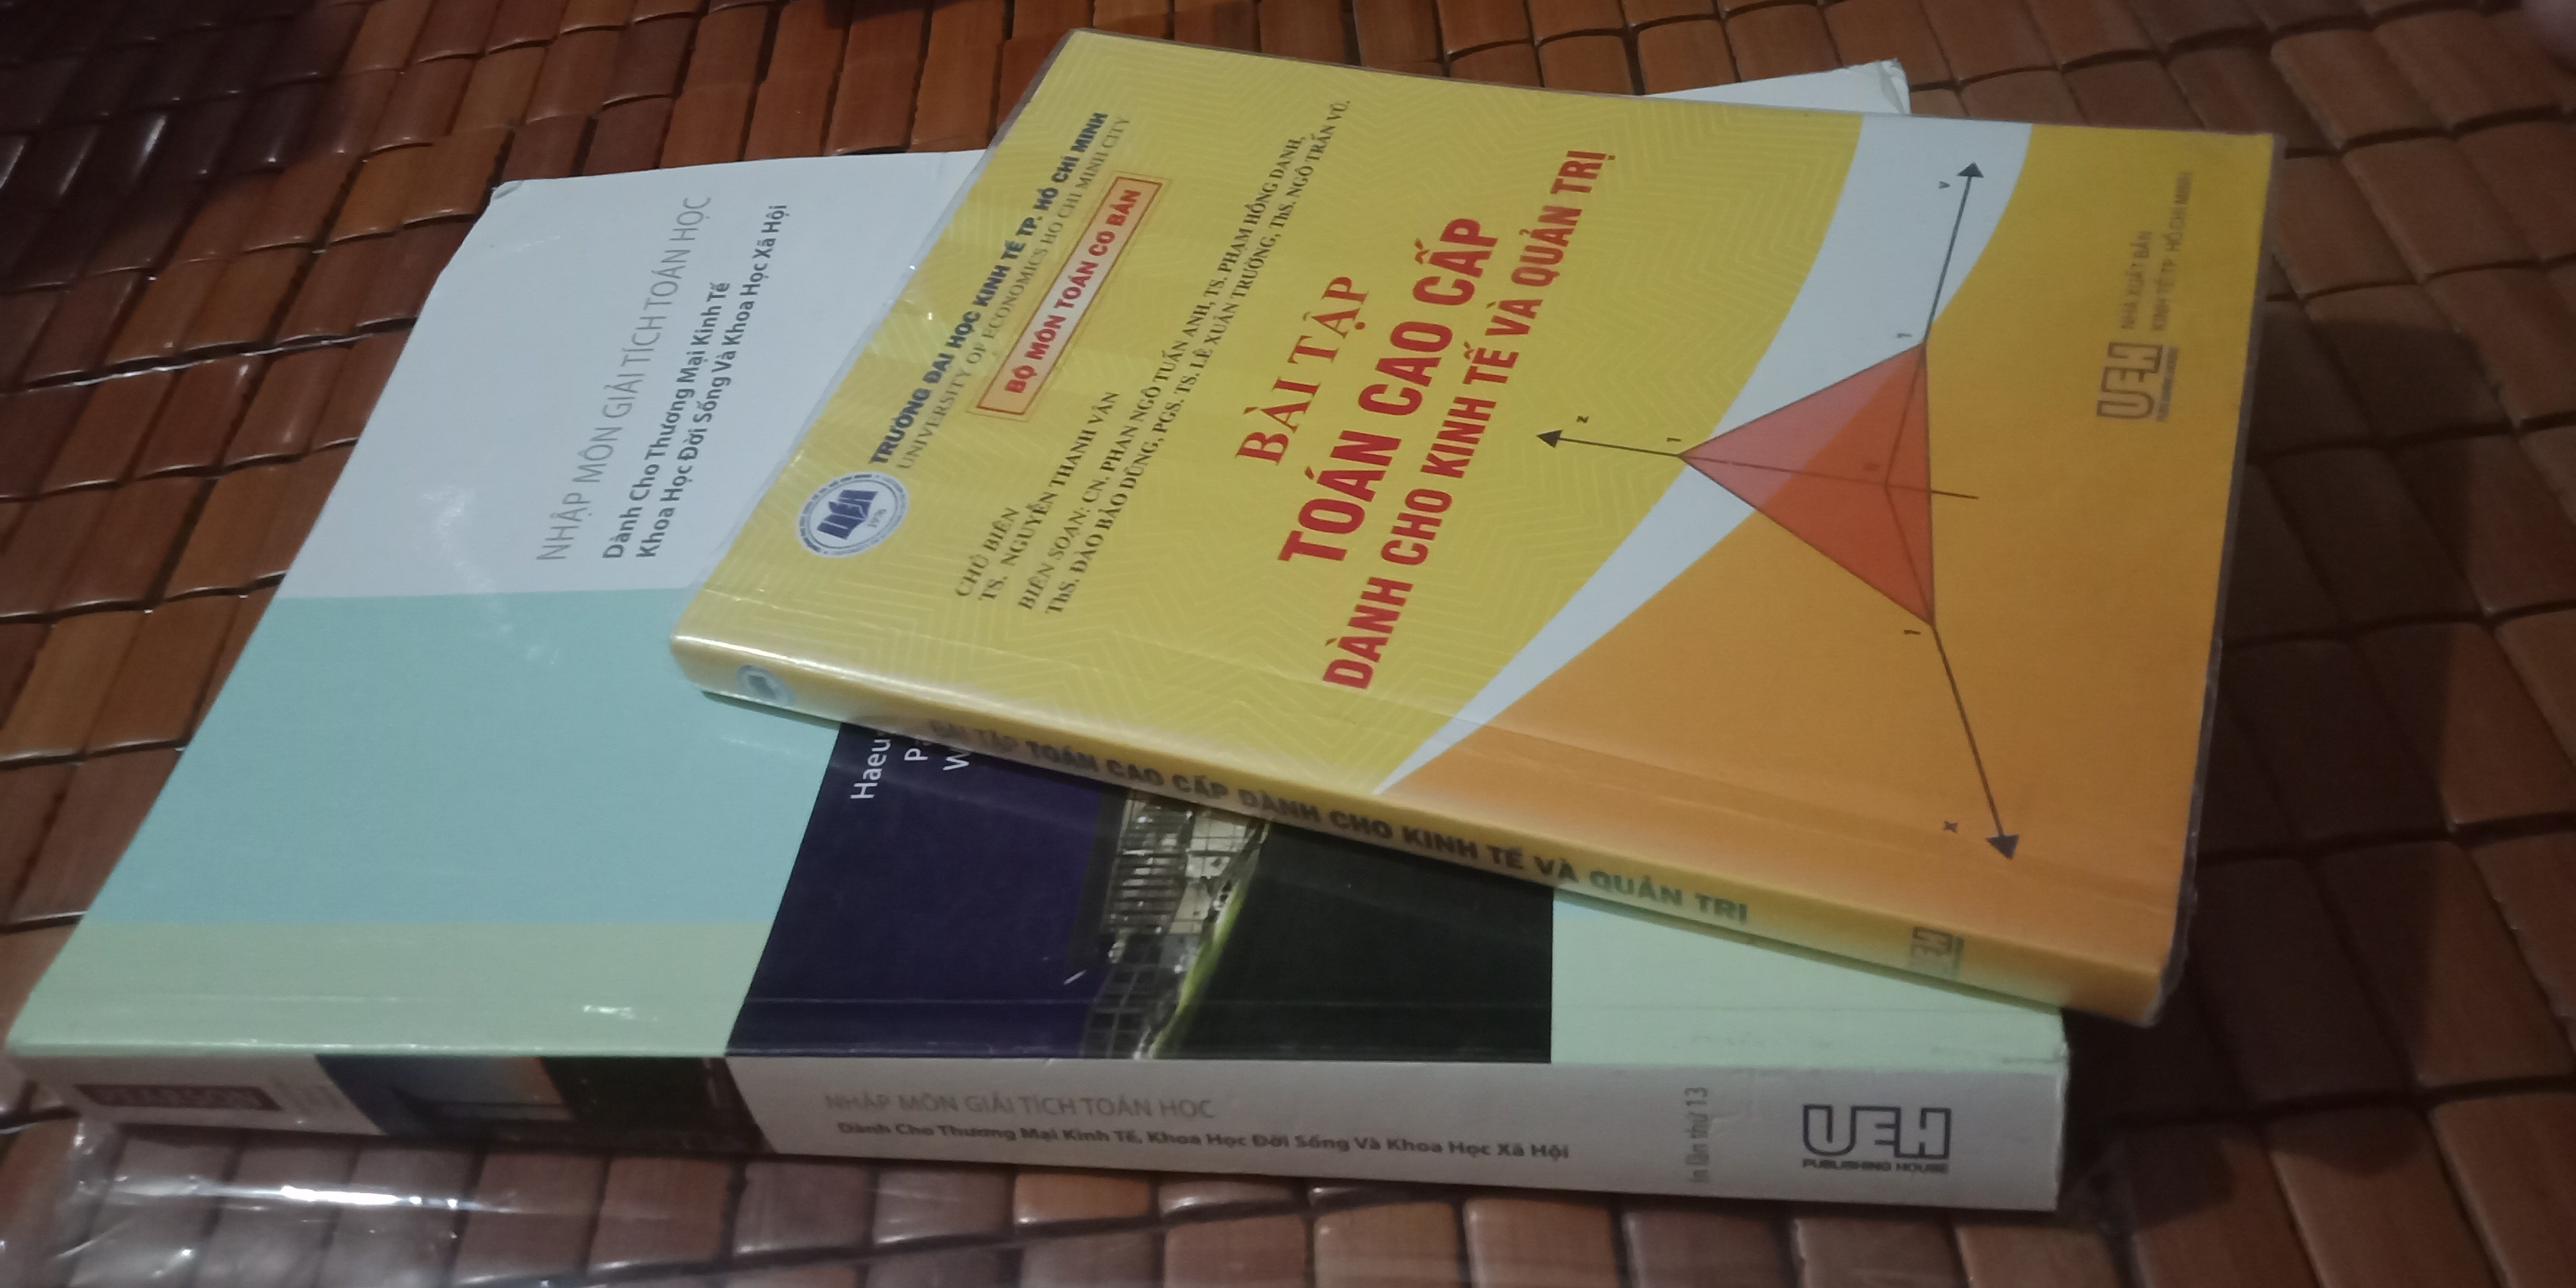 NHẬP MÔN GIẢI TÍCH TOÁN HỌC
Dành Cho Thương Mại Kinh Tế
Khoa Học Đời Sống Và Khoa Học Xã Hội
Haeu
W
NHẬP MÔN GIẢI TÍCH TOÁN HỌC
Dành Cho Thương Mại Kinh Tế, Khoa Học Đời Sống Và Khoa Học Xã Hội
In lần thứ 13
UEH
PUBLISHING HOUSE
UEH
1976
TRƯỜNG ĐẠI HỌC KINH TẾ TP. HỒ CHÍ MINH
UNIVERSITY OF ECONOMICS HO CHI MINH CITY
BỘ MÔN TOÁN CƠ BẢN
CHỦ BIÊN
TS. NGUYỄN THANH VÂN
BIÊN SOẠN: CN. PHAN NGÔ TUẤN ANH, TS. PHẠM HỒNG DANH,
ThS. ĐÀO BẢO DŨNG, PGS. TS. LÊ XUÂN TRƯỜNG, ThS. NGÔ TRẤN VŨ.
BÀI TẬP
TOÁN CAO CẤP
DÀNH CHO KINH TẾ VÀ QUẢN TRỊ
z
1
1
1
x
UEH
PUBLISHING HOUSE
NHÀ XUẤT BẢN
KINH TẾ TP. HỒ CHÍ MINH
BÀI TẬP TOÁN CAO CẤP DÀNH CHO KINH TẾ VÀ QUẢN TRỊ
UEH